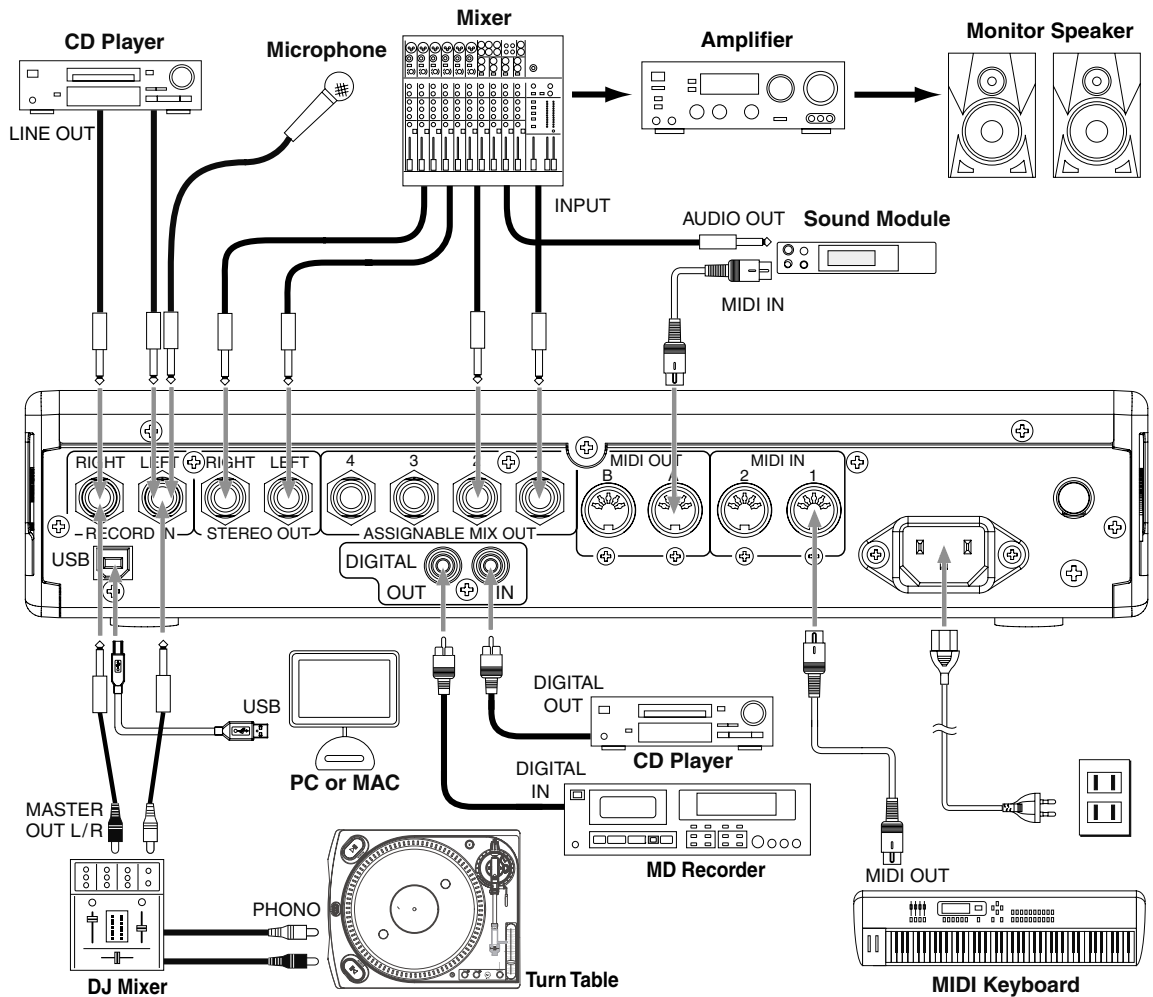 Mixer
CD Player
Microphone
Amplifier
Monitor Speaker
LINE OUT
INPUT
AUDIO OUT
Sound Module
MIDI IN
RIGHT LEFT RIGHT LEFT 4 3 2 1 MIDI OUT MIDI IN
B A 2 1
RECORD IN STEREO OUT ASSIGNABLE MIX OUT
USB
DIGITAL
OUT IN
USB
PC or MAC
DIGITAL
OUT
CD Player
DIGITAL
IN
MD Recorder
MASTER
OUT L/R
PHONO
DJ Mixer
Turn Table
MIDI OUT
MIDI Keyboard